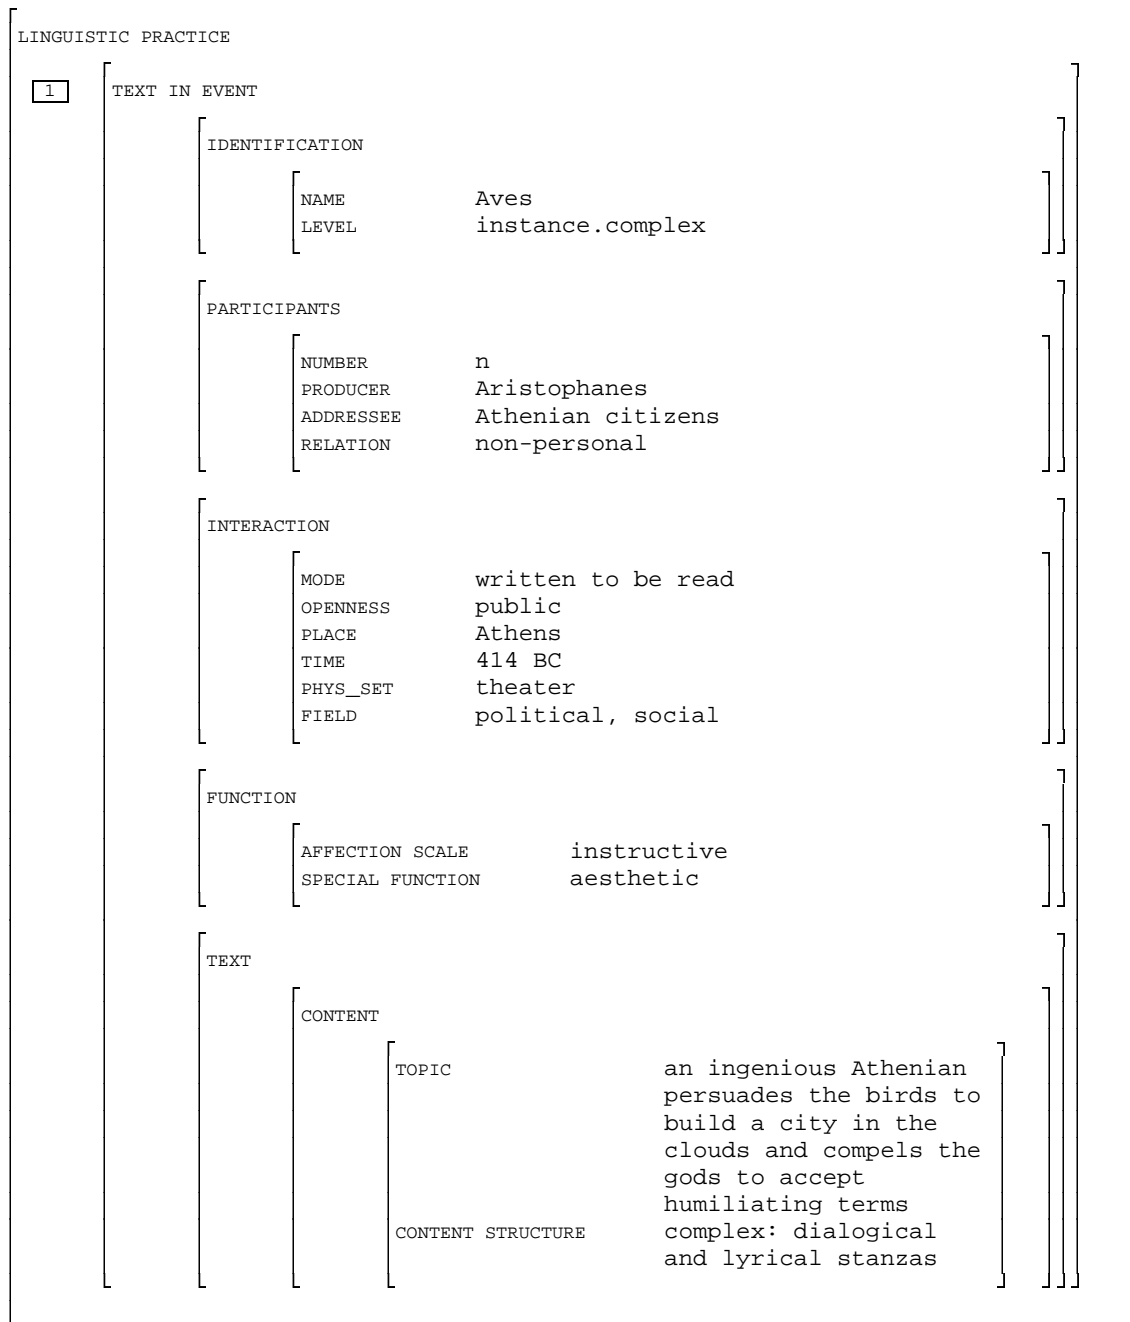 LINGUISTIC PRACTICE
1 TEXT IN EVENT
IDENTIFICATION
NAME Aves
LEVEL instance.complex
PARTICIPANTS
NUMBER n
PRODUCER Aristophanes
ADDRESSEE Athenian citizens
RELATION non-personal
INTERACTION
MODE written to be read
OPENNESS public
PLACE Athens
TIME 414 BC
PHYS_SET theater
FIELD political, social
FUNCTION
AFFECTION SCALE instructive
SPECIAL FUNCTION aesthetic
TEXT
CONTENT
TOPIC an ingenious Athenian
persuades the birds to
build a city in the
clouds and compels the
gods to accept
humiliating terms
CONTENT STRUCTURE complex: dialogical
and lyrical stanzas